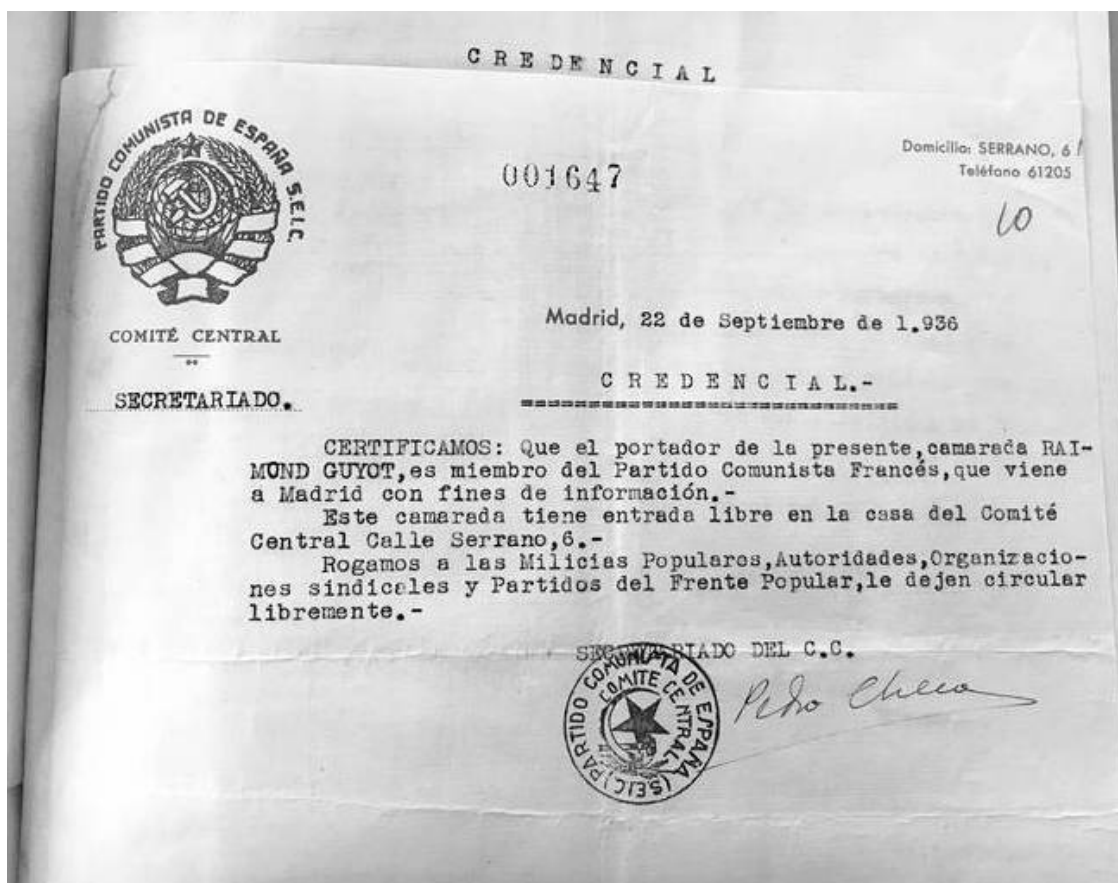 CREDENCIAL
PARTIDO COMUNISTA DE ESPAÑA S.E.I.C.
Domicilio: SERRANO, 6
Teléfono 61205
001647
10
Madrid, 22 de Septiembre de 1.936
COMITÉ CENTRAL
CREDENCIAL.-
SECRETARIADO.
CERTIFICAMOS: Que el portador de la presente,camarada RAI-
MOND GUYOT,es miembro del Partido Comunista Francés,que viene
a Madrid con fines de información.-
Este camarada tiene entrada libre en la casa del Comité
Central Calle Serrano,6.-
Rogamos a las Milicias Populares,Autoridades,Organizacio-
nes sindicales y Partidos del Frente Popular,le dejen circular
libremente.-
SECRETARIADO DEL C.C.
PARTIDO COMUNISTA DE ESPAÑA (SEIC)
COMITE CENTRAL
Pedro Checa